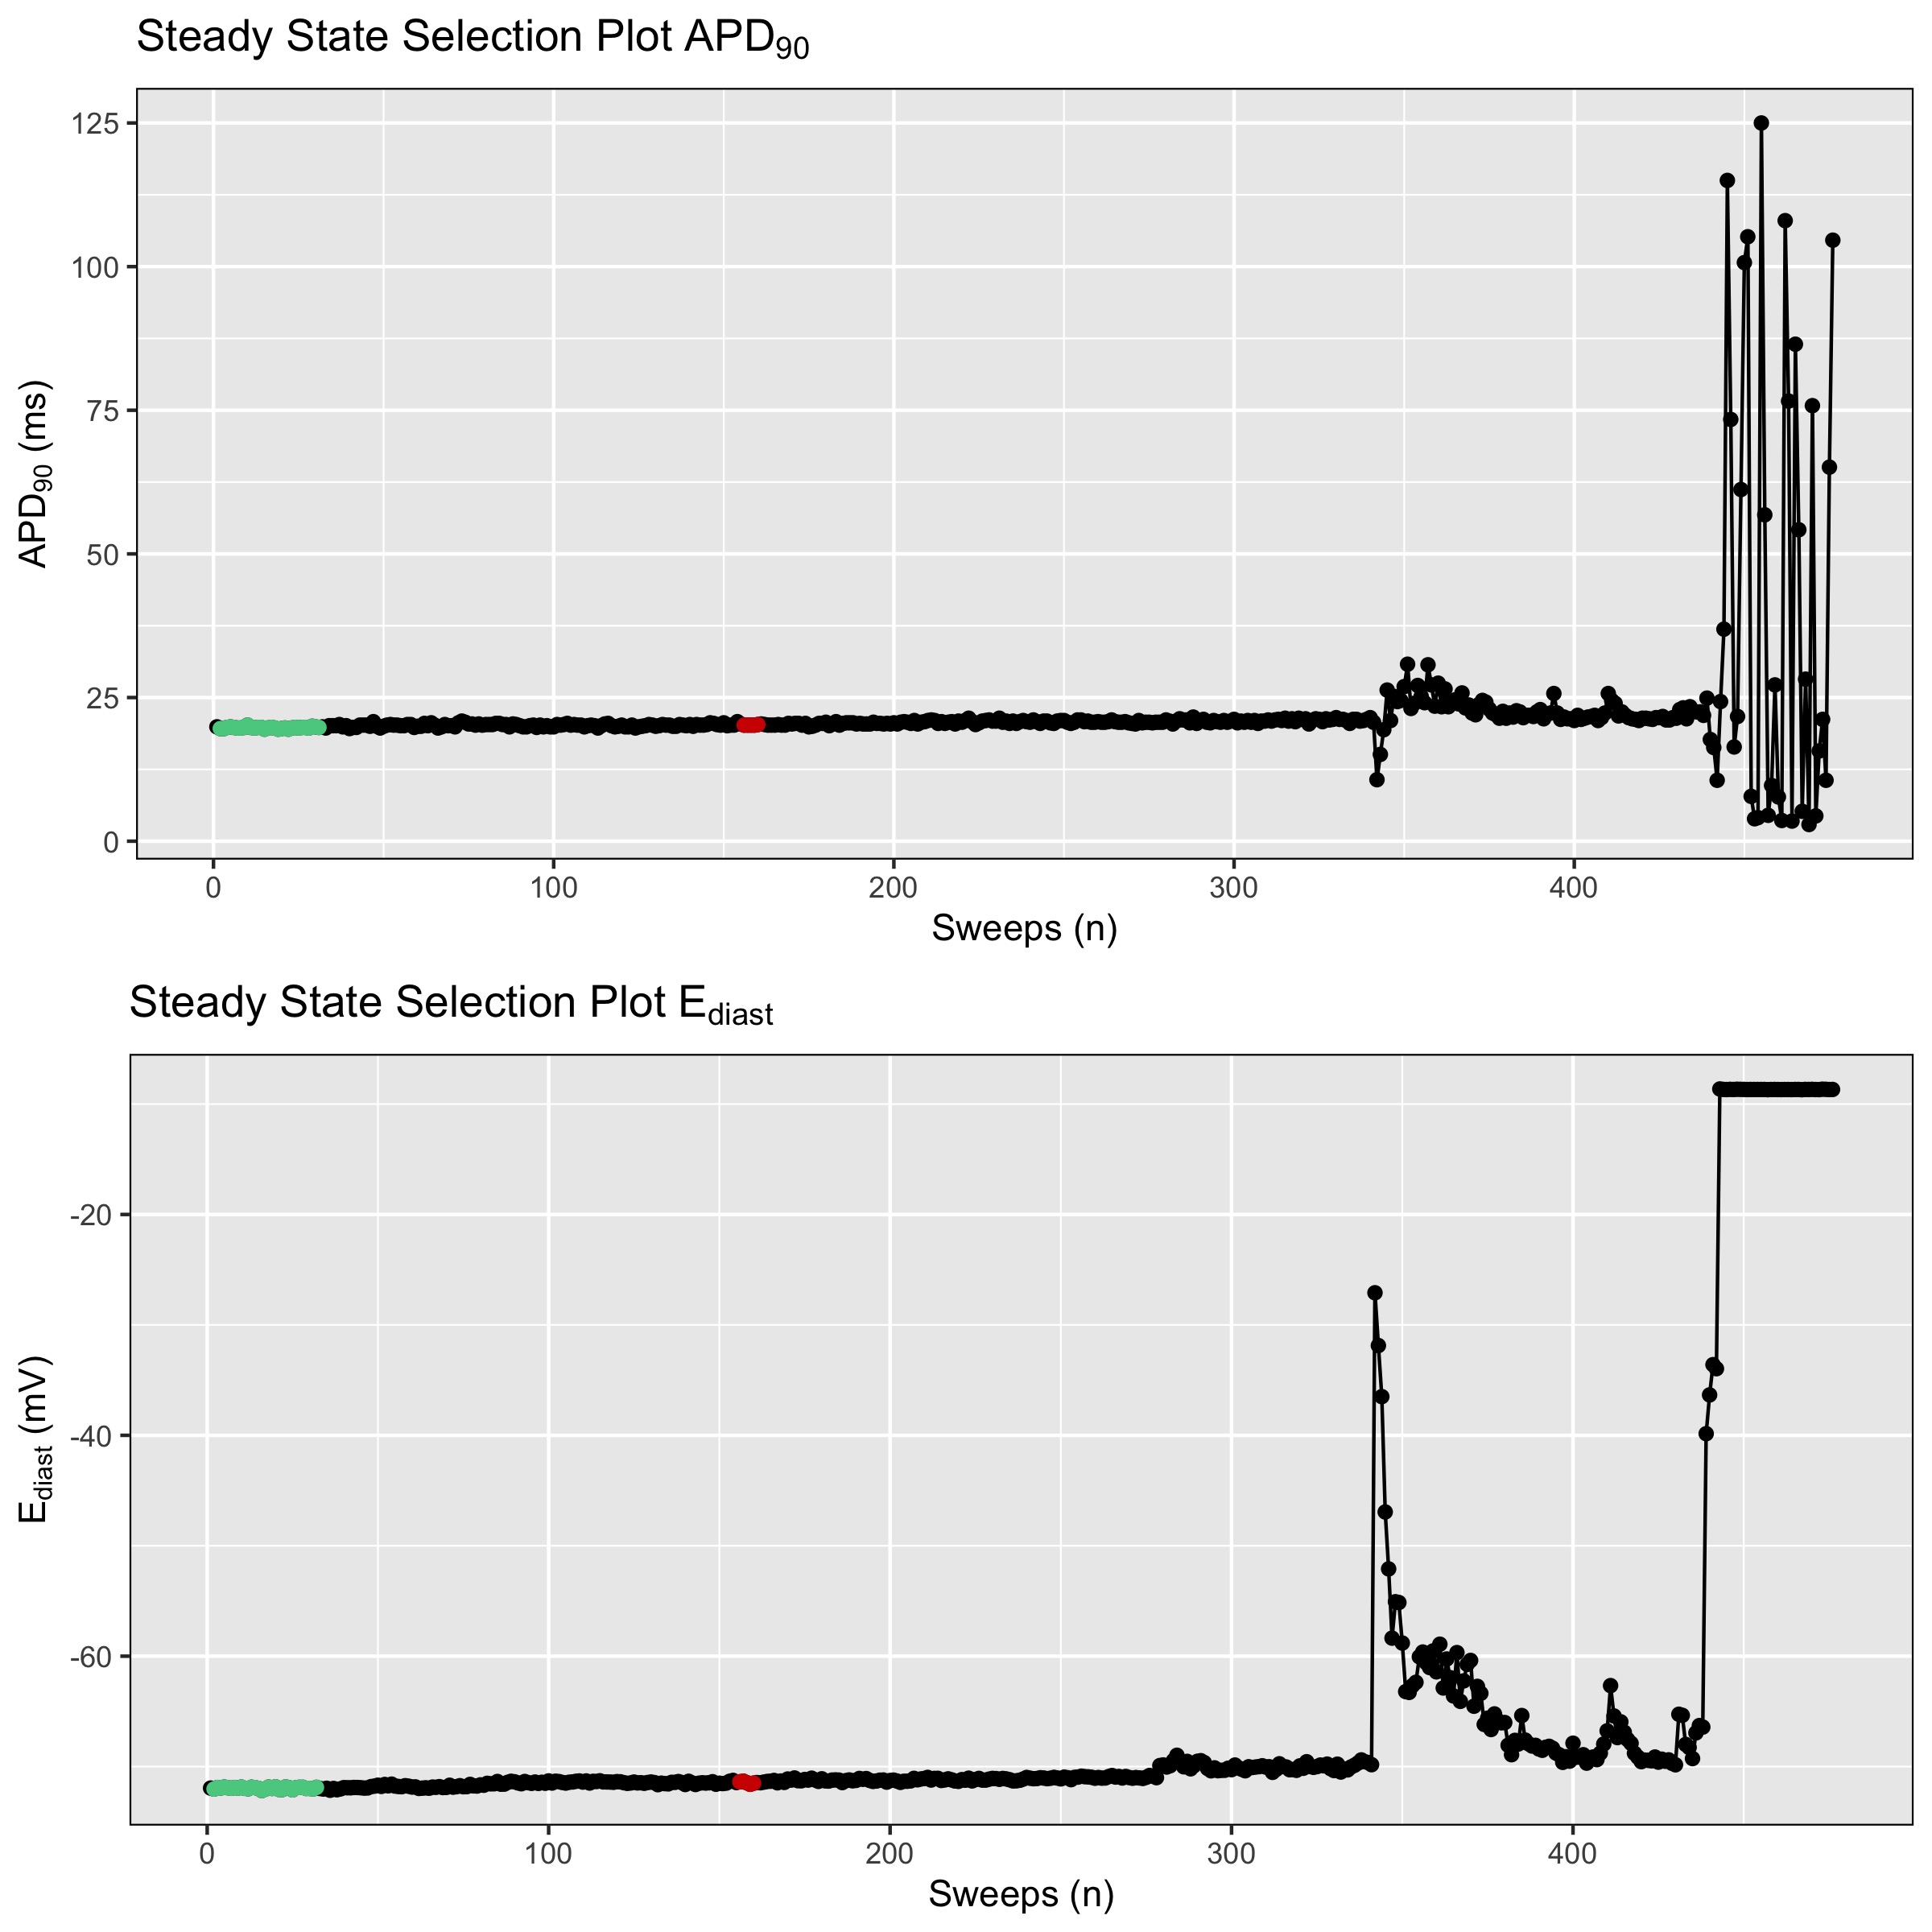 Steady State Selection Plot APD90
125
100
75
50
25
0
APD90 (ms)
0 100 200 300 400
Sweeps (n)
Steady State Selection Plot Ediast
-20
-40
-60
Ediast (mV)
0 100 200 300 400
Sweeps (n)